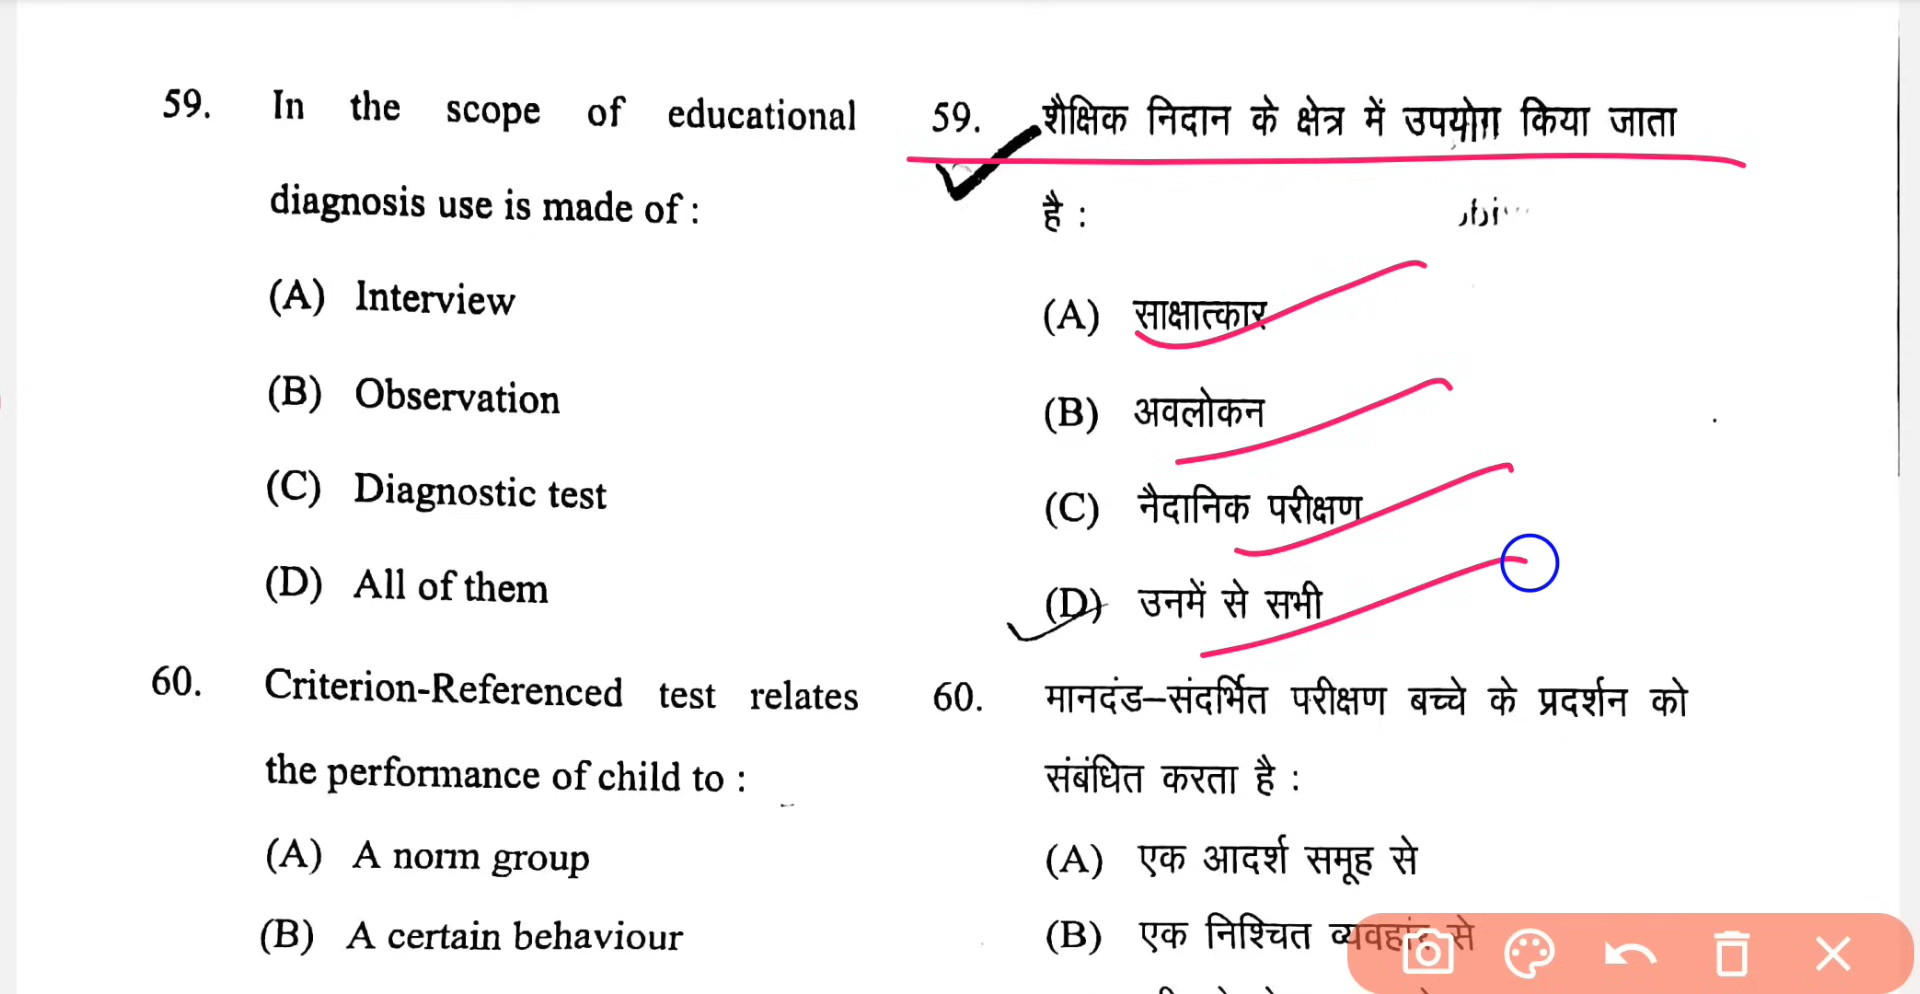 59. In the scope of educational
diagnosis use is made of :
(A) Interview
(B) Observation
(C) Diagnostic test
(D) All of them
60. Criterion-Referenced test relates
the performance of child to :
(A) A norm group
(B) A certain behaviour
59. शैक्षिक निदान के क्षेत्र में उपयोग किया जाता
है :
(A) साक्षात्कार
(B) अवलोकन
(C) नैदानिक परीक्षण
(D) उनमें से सभी
60. मानदंड–संदर्भित परीक्षण बच्चे के प्रदर्शन को
संबंधित करता है :
(A) एक आदर्श समूह से
(B) एक निश्चित व्यवहार से